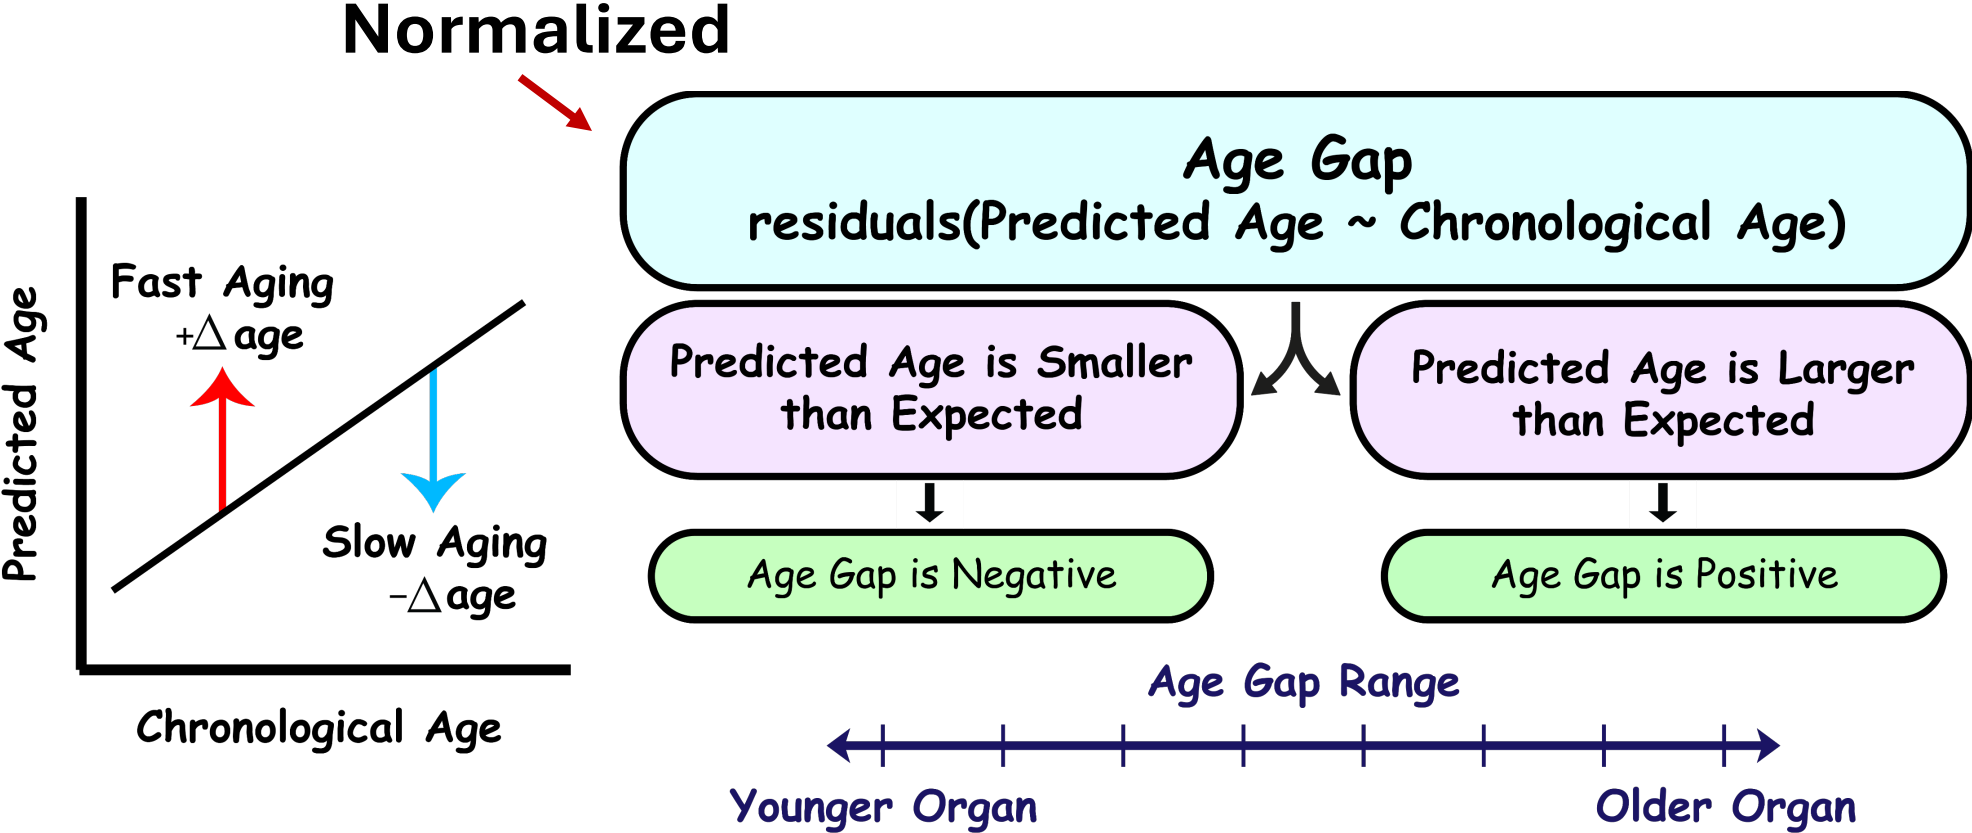 Normalized
Age Gap
residuals(Predicted Age ~ Chronological Age)
Predicted Age
Fast Aging
+Δ age
Slow Aging
−Δ age
Chronological Age
Predicted Age is Smaller
than Expected
Predicted Age is Larger
than Expected
Age Gap is Negative
Age Gap is Positive
Age Gap Range
Younger Organ
Older Organ